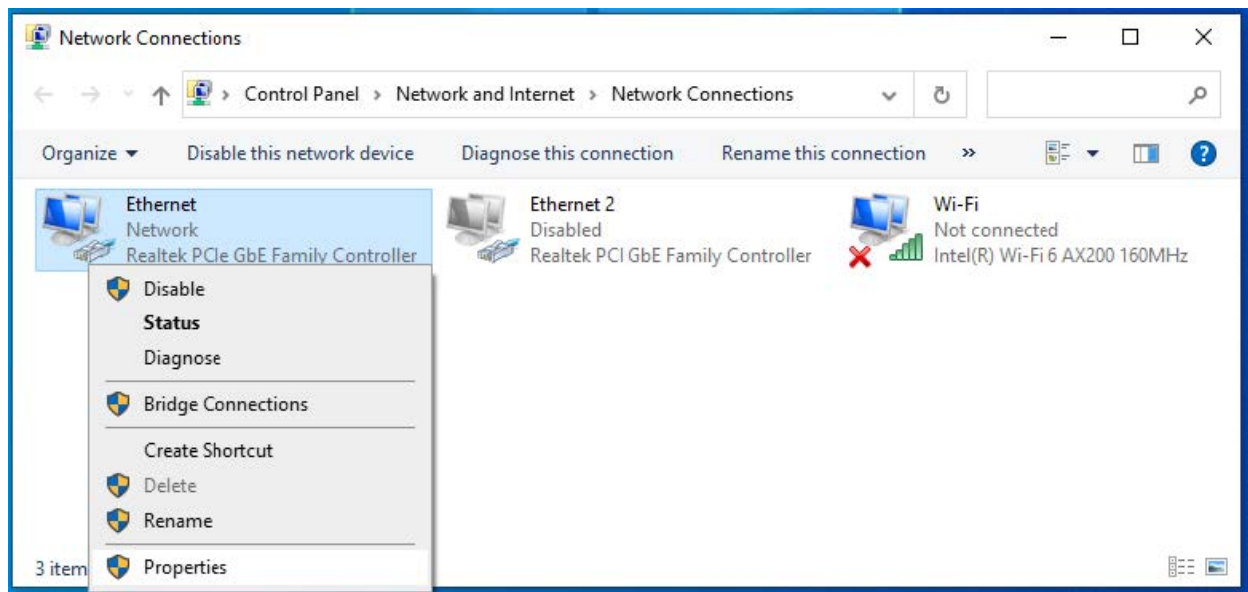 Network Connections
Control Panel > Network and Internet > Network Connections
Organize Disable this network device Diagnose this connection Rename this connection »
Ethernet
Network
Realtek PCIe GbE Family Controller
Ethernet 2
Disabled
Realtek PCI GbE Family Controller
Wi-Fi
Not connected
Intel(R) Wi-Fi 6 AX200 160MHz
Disable
Status
Diagnose
Bridge Connections
Create Shortcut
Delete
Rename
Properties
3 item